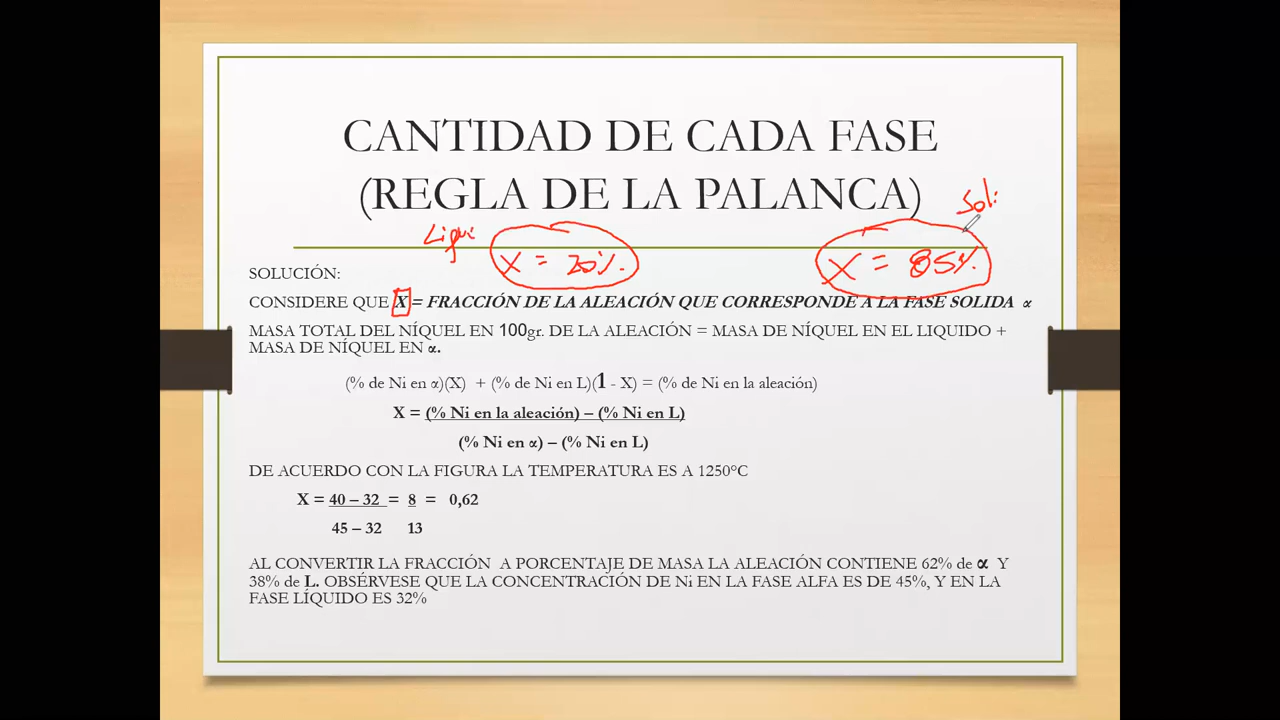 CANTIDAD DE CADA FASE
(REGLA DE LA PALANCA)
Soli
Liqui
X = 20%.
X = 85%.
SOLUCIÓN:
CONSIDERE QUE X = FRACCIÓN DE LA ALEACIÓN QUE CORRESPONDE A LA FASE SOLIDA α
MASA TOTAL DEL NÍQUEL EN 100gr. DE LA ALEACIÓN = MASA DE NÍQUEL EN EL LIQUIDO +
MASA DE NÍQUEL EN α.
(% de Ni en α)(X) + (% de Ni en L)(1 - X) = (% de Ni en la aleación)
X = (% Ni en la aleación) – (% Ni en L)
(% Ni en α) – (% Ni en L)
DE ACUERDO CON LA FIGURA LA TEMPERATURA ES A 1250°C
X = 40 – 32 = 8 = 0,62
45 – 32 13
AL CONVERTIR LA FRACCIÓN A PORCENTAJE DE MASA LA ALEACIÓN CONTIENE 62% de α Y
38% de L. OBSÉRVESE QUE LA CONCENTRACIÓN DE Ni EN LA FASE ALFA ES DE 45%, Y EN LA
FASE LÍQUIDO ES 32%